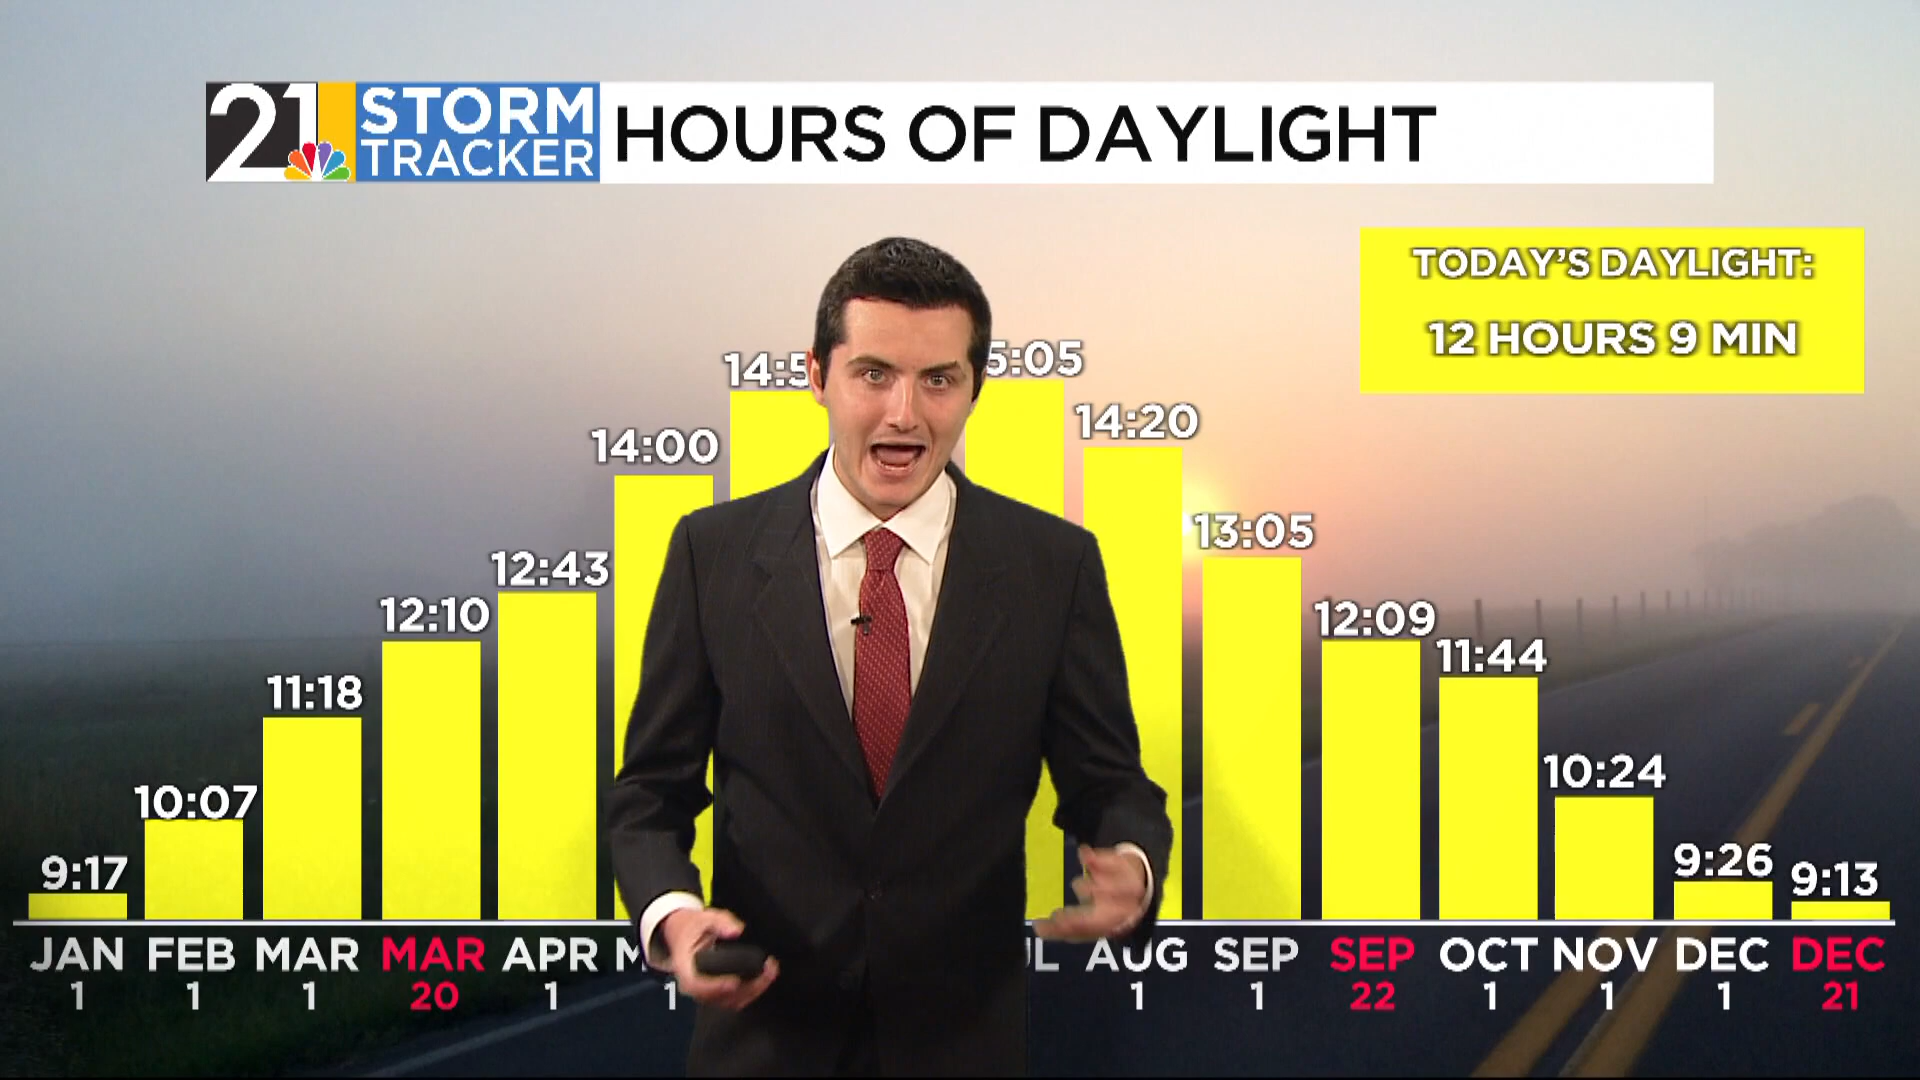 21 STORM
TRACKER
HOURS OF DAYLIGHT
TODAY'S DAYLIGHT:
12 HOURS 9 MIN
9:17
10:07
11:18
12:10
12:43
14:00
14:20
13:05
12:09
11:44
10:24
9:26
9:13
JAN FEB MAR MAR APR AUG SEP SEP OCT NOV DEC DEC
1 1 1 20 1 1 1 1 22 1 1 1 21